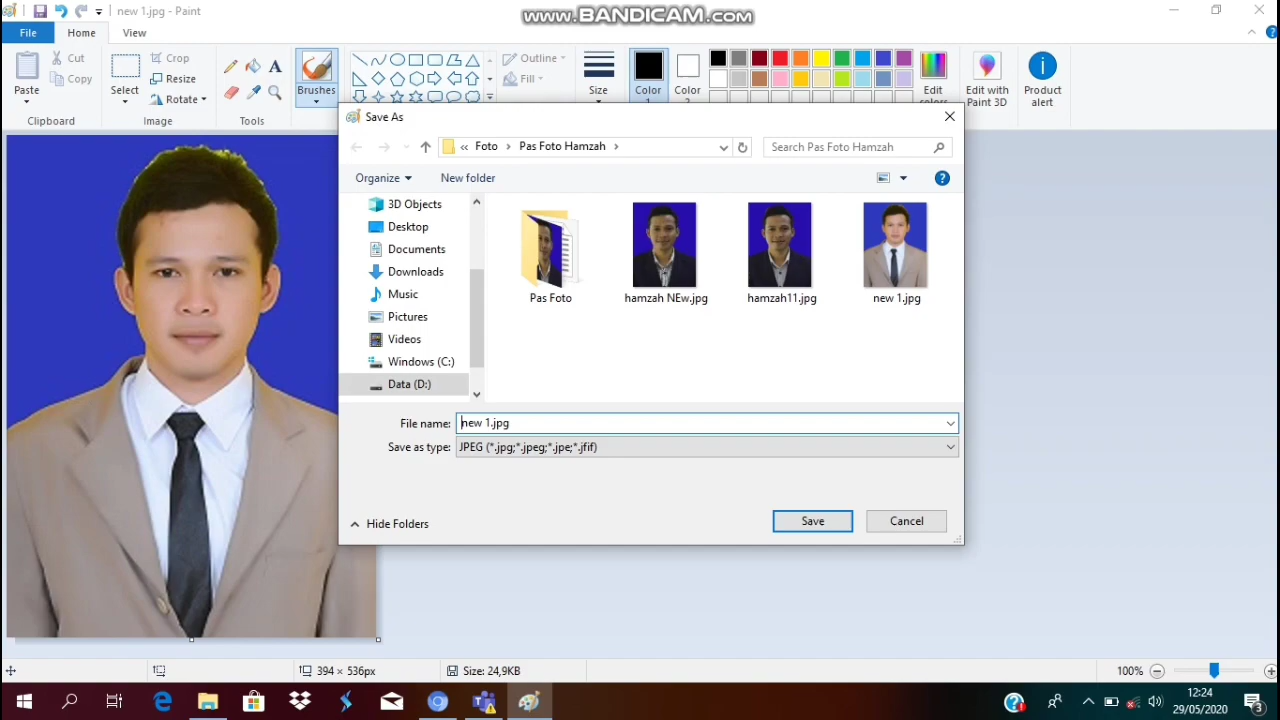 new 1.jpg - Paint
www.BANDICAM.com
File
Home
View
Paste
Cut
Copy
Clipboard
Select
Crop
Resize
Rotate
Image
Tools
Brushes
Outline
Fill
Size
Color
1
Color
2
Edit
colors
Edit with
Paint 3D
Product
alert
Save As
« Foto > Pas Foto Hamzah >
Search Pas Foto Hamzah
Organize
New folder
3D Objects
Desktop
Documents
Downloads
Music
Pictures
Videos
Windows (C:)
Data (D:)
Pas Foto
hamzah NEw.jpg
hamzah11.jpg
new 1.jpg
File name: new 1.jpg
Save as type: JPEG (*.jpg;*.jpeg;*.jpe;*.jfif)
Hide Folders
Save
Cancel
394 × 536px
Size: 24,9KB
100%
12:24
29/05/2020
3